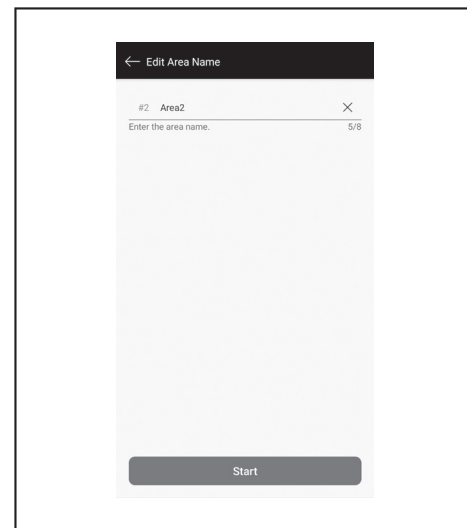 ← Edit Area Name
#2 Area2 ×
Enter the area name. 5/8
Start